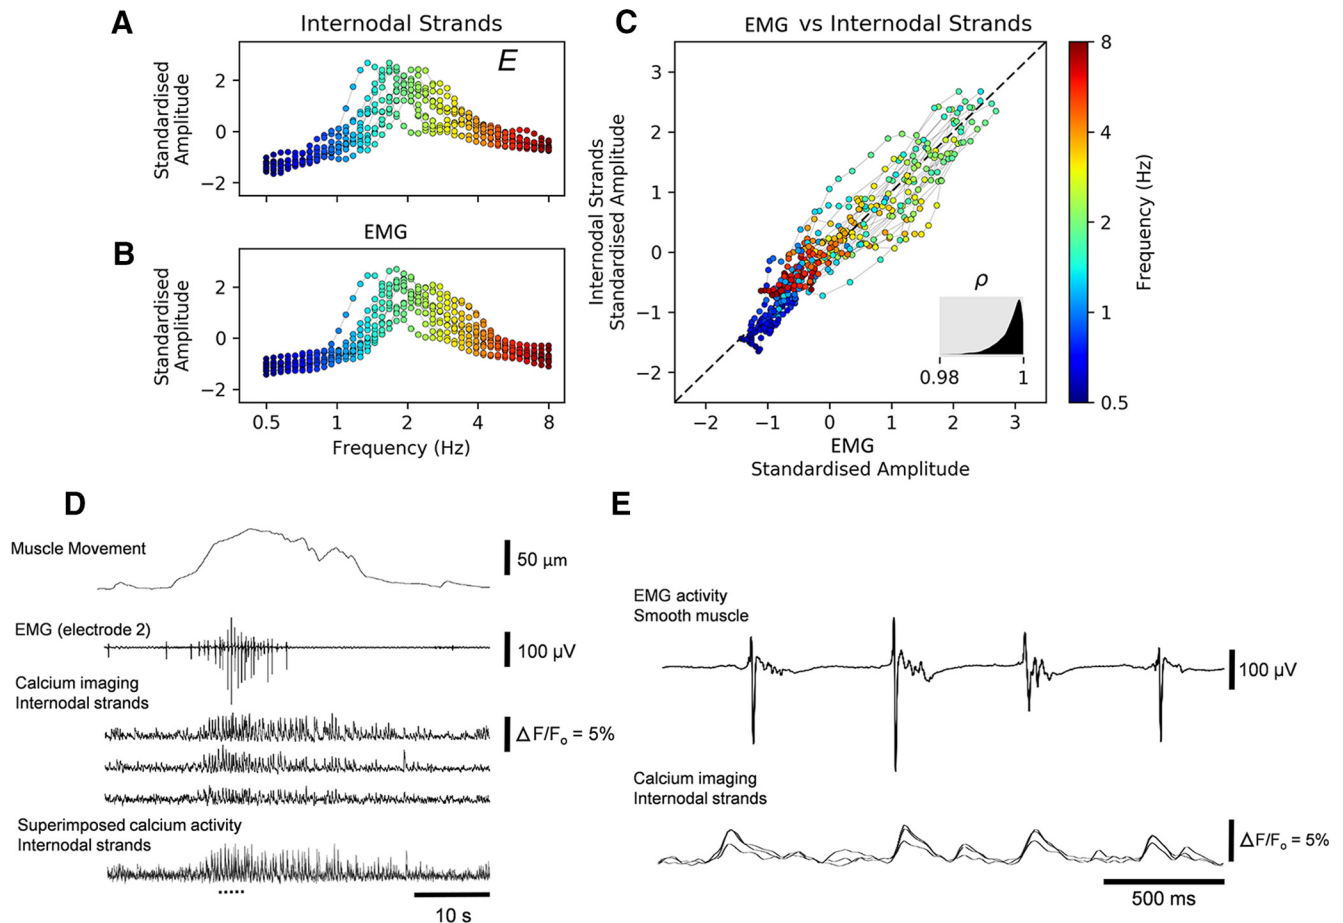 A
Internodal Strands
Standardised
Amplitude
2
0
−2
E
B
EMG
Standardised
Amplitude
2
0
−2
0.5 1 2 4 8
Frequency (Hz)
C
EMG vs Internodal Strands
Internodal Strands
Standardised Amplitude
3
2
1
0
−1
−2
ρ
0.98 1
−2 −1 0 1 2 3
EMG
Standardised Amplitude
8
4
2
1
0.5
Frequency (Hz)
D
Muscle Movement
50 µm
EMG (electrode 2)
100 µV
Calcium imaging
Internodal strands
ΔF/Fo = 5%
Superimposed calcium activity
Internodal strands
10 s
E
EMG activity
Smooth muscle
100 µV
Calcium imaging
Internodal strands
ΔF/Fo = 5%
500 ms